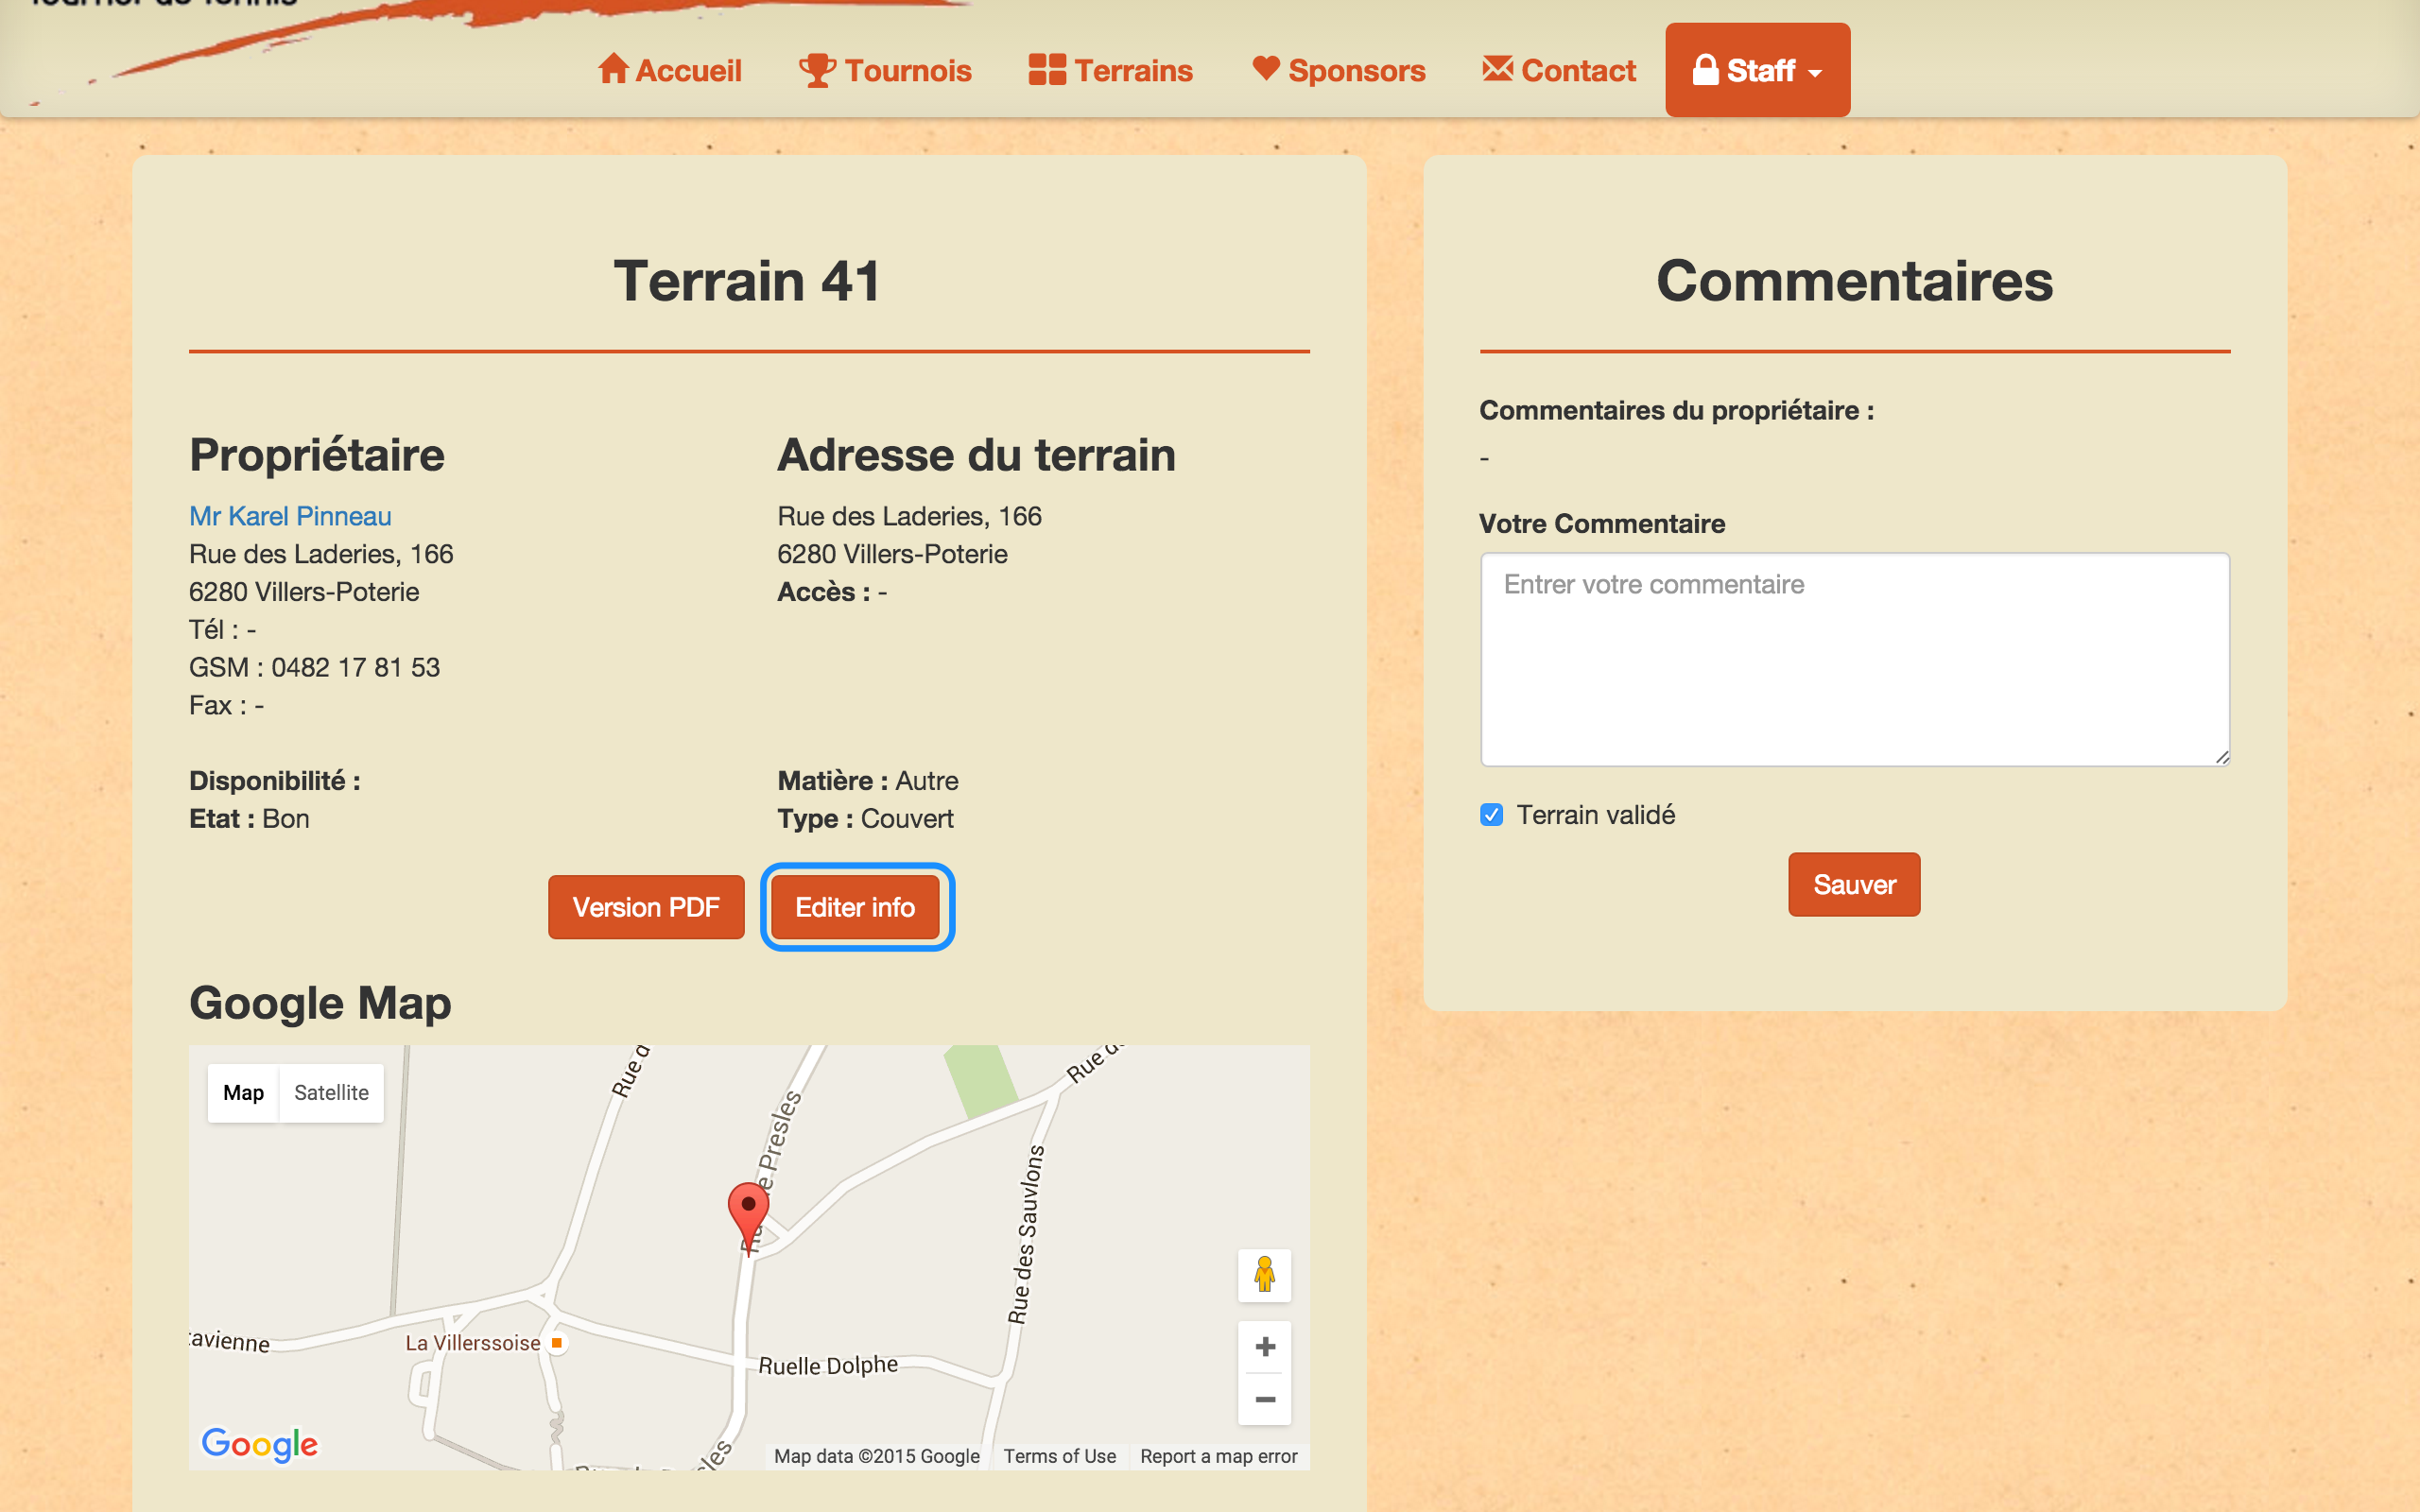 Tournoi de Tennis
Accueil
Tournois
Terrains
Sponsors
Contact
Staff
Terrain 41
Propriétaire
Mr Karel Pinneau
Rue des Laderies, 166
6280 Villers-Poterie
Tél : -
GSM : 0482 17 81 53
Fax : -
Adresse du terrain
Rue des Laderies, 166
6280 Villers-Poterie
Accès : -
Disponibilité :
Etat : Bon
Matière : Autre
Type : Couvert
Version PDF
Editer info
Google Map
Map
Satellite
Rue d
Presles
Rue d
Rue des Sauvlons
avienne
La Villerssoise
Ruelle Dolphe
les
Google
Map data ©2015 Google
Terms of Use
Report a map error
Commentaires
Commentaires du propriétaire :
-
Votre Commentaire
Entrer votre commentaire
Terrain validé
Sauver